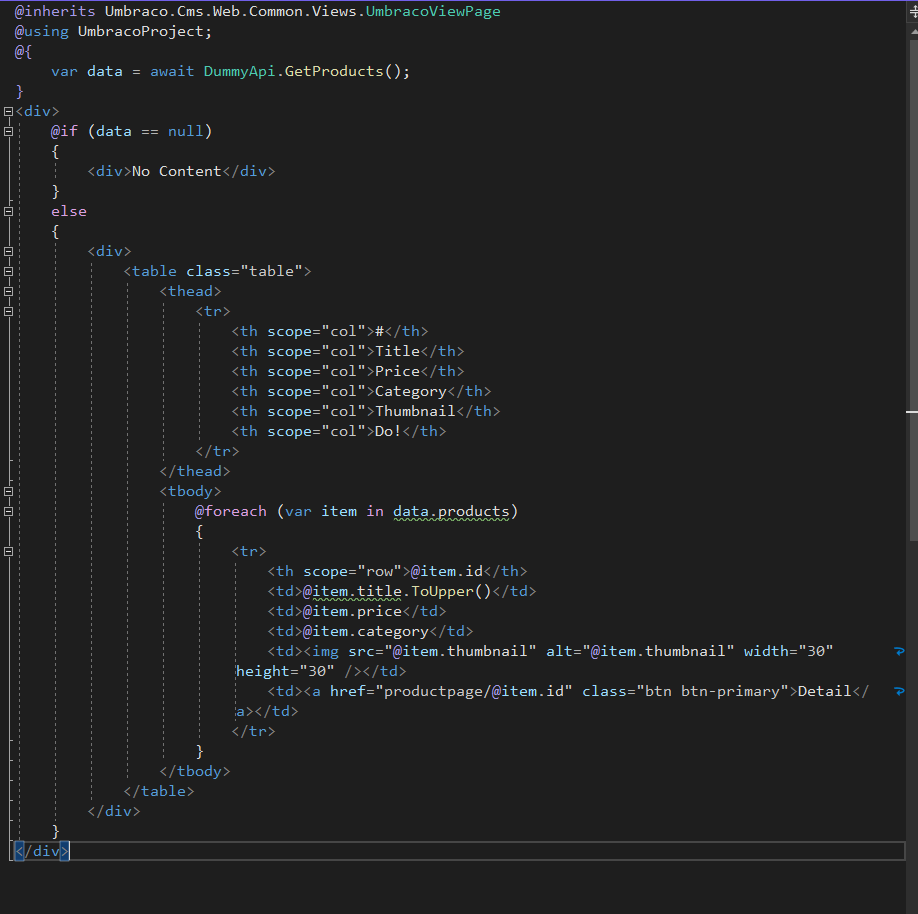 @inherits Umbraco.Cms.Web.Common.Views.UmbracoViewPage
@using UmbracoProject;
@{
    var data = await DummyApi.GetProducts();
}
<div>
    @if (data == null)
    {
        <div>No Content</div>
    }
    else
    {
        <div>
            <table class="table">
                <thead>
                    <tr>
                        <th scope="col">#</th>
                        <th scope="col">Title</th>
                        <th scope="col">Price</th>
                        <th scope="col">Category</th>
                        <th scope="col">Thumbnail</th>
                        <th scope="col">Do!</th>
                    </tr>
                </thead>
                <tbody>
                    @foreach (var item in data.products)
                    {
                        <tr>
                            <th scope="row">@item.id</th>
                            <td>@item.title.ToUpper()</td>
                            <td>@item.price</td>
                            <td>@item.category</td>
                            <td><img src="@item.thumbnail" alt="@item.thumbnail" width="30"
                        height="30" /></td>
                            <td><a href="productpage/@item.id" class="btn btn-primary">Detail</
                        a></td>
                        </tr>
                    }
                </tbody>
            </table>
        </div>
    }
</div>